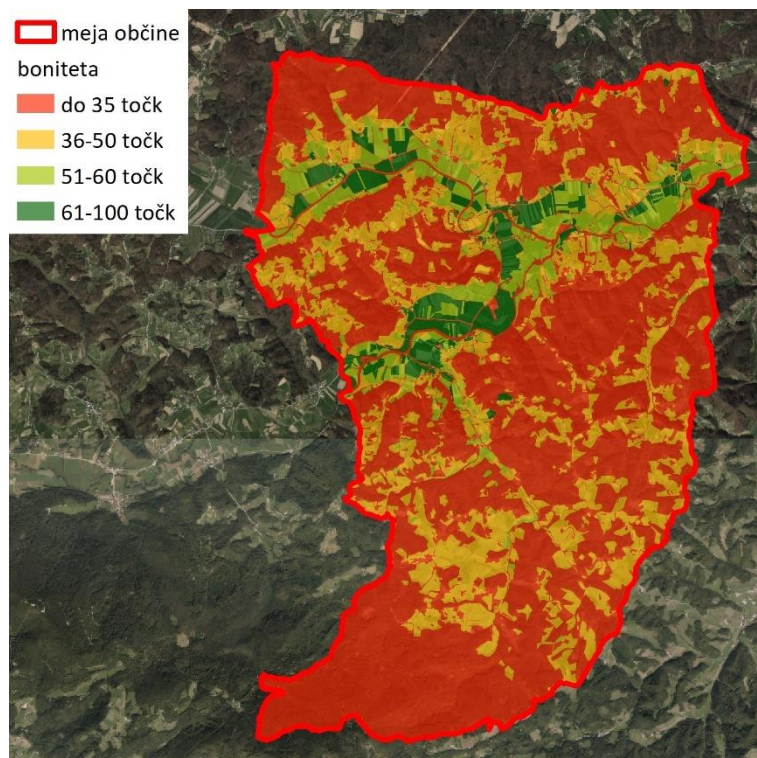 meja občine
boniteta
do 35 točk
36-50 točk
51-60 točk
61-100 točk